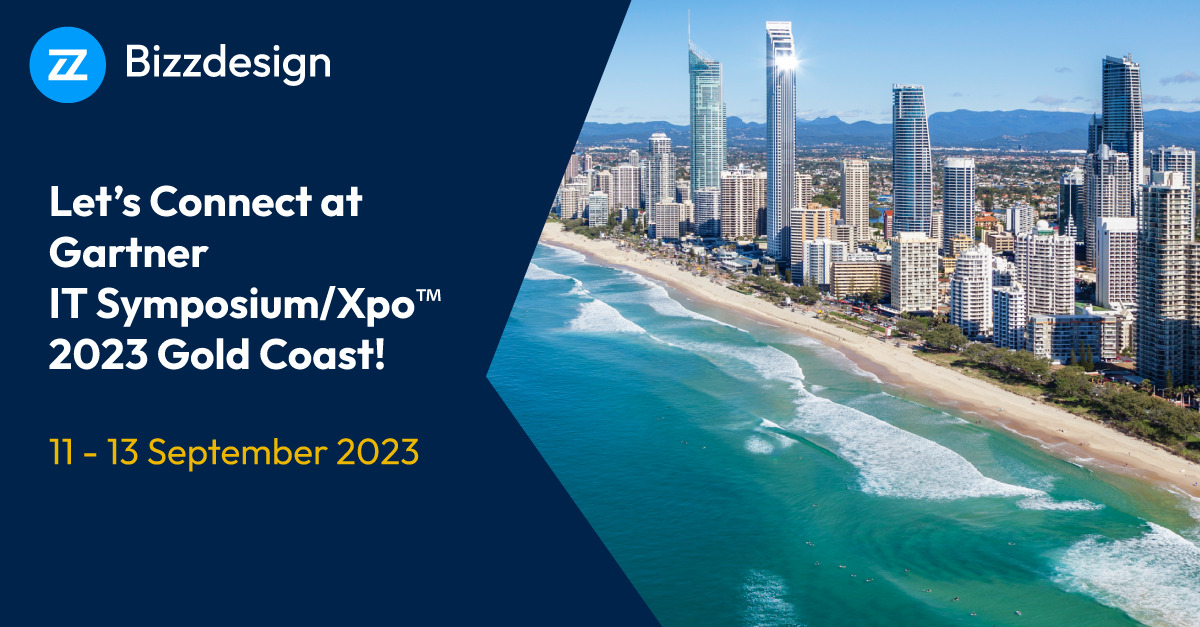 Bizzdesign
Let’s Connect at
Gartner
IT Symposium/Xpo™
2023 Gold Coast!
11 - 13 September 2023